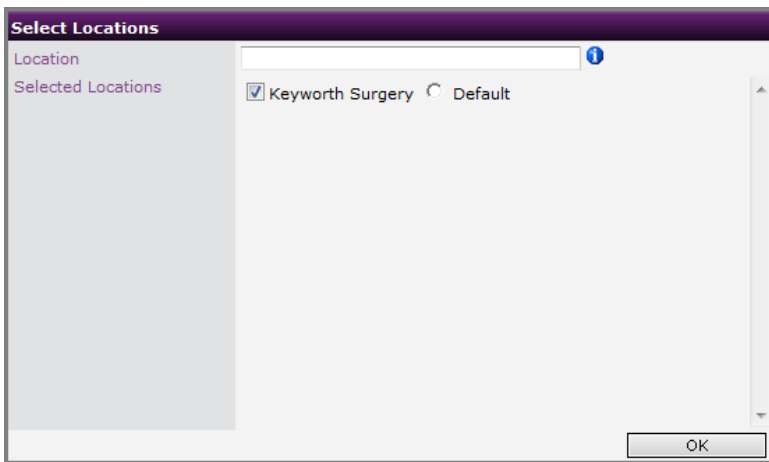 Select Locations
Location
Selected Locations
Keyworth Surgery Default
OK